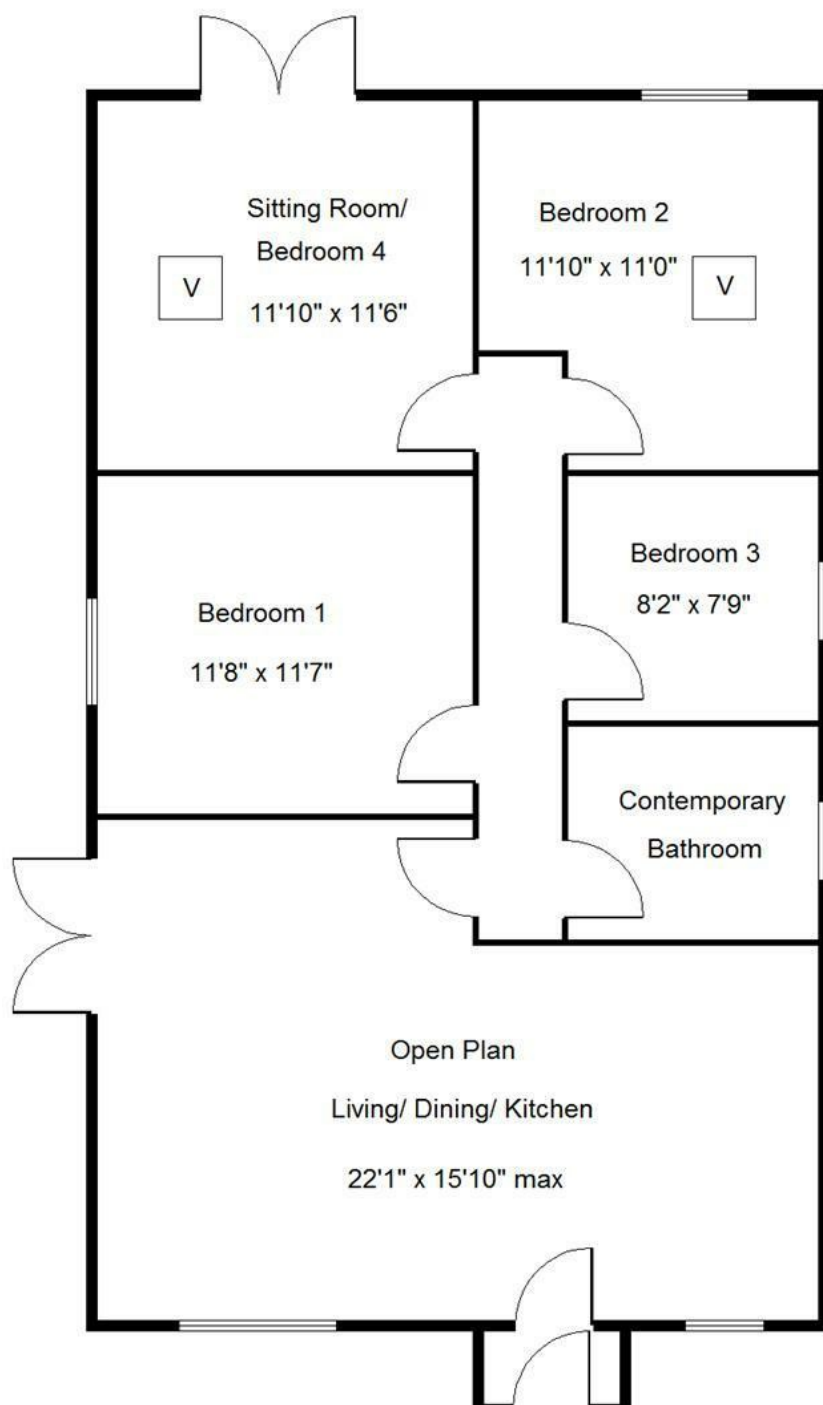 Sitting Room/
Bedroom 4
11'10" x 11'6"
V
Bedroom 2
11'10" x 11'0"
V
Bedroom 1
11'8" x 11'7"
Bedroom 3
8'2" x 7'9"
Contemporary
Bathroom
Open Plan
Living/ Dining/ Kitchen
22'1" x 15'10" max